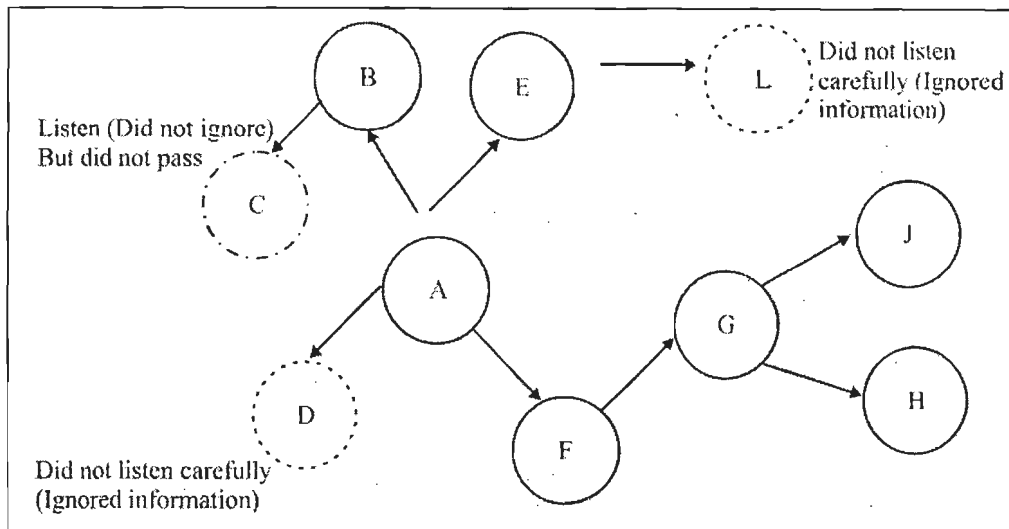 B
E
L
Did not listen
carefully (Ignored
information)
Listen (Did not ignore)
But did not pass
C
A
J
G
D
H
F
Did not listen carefully
(Ignored information)